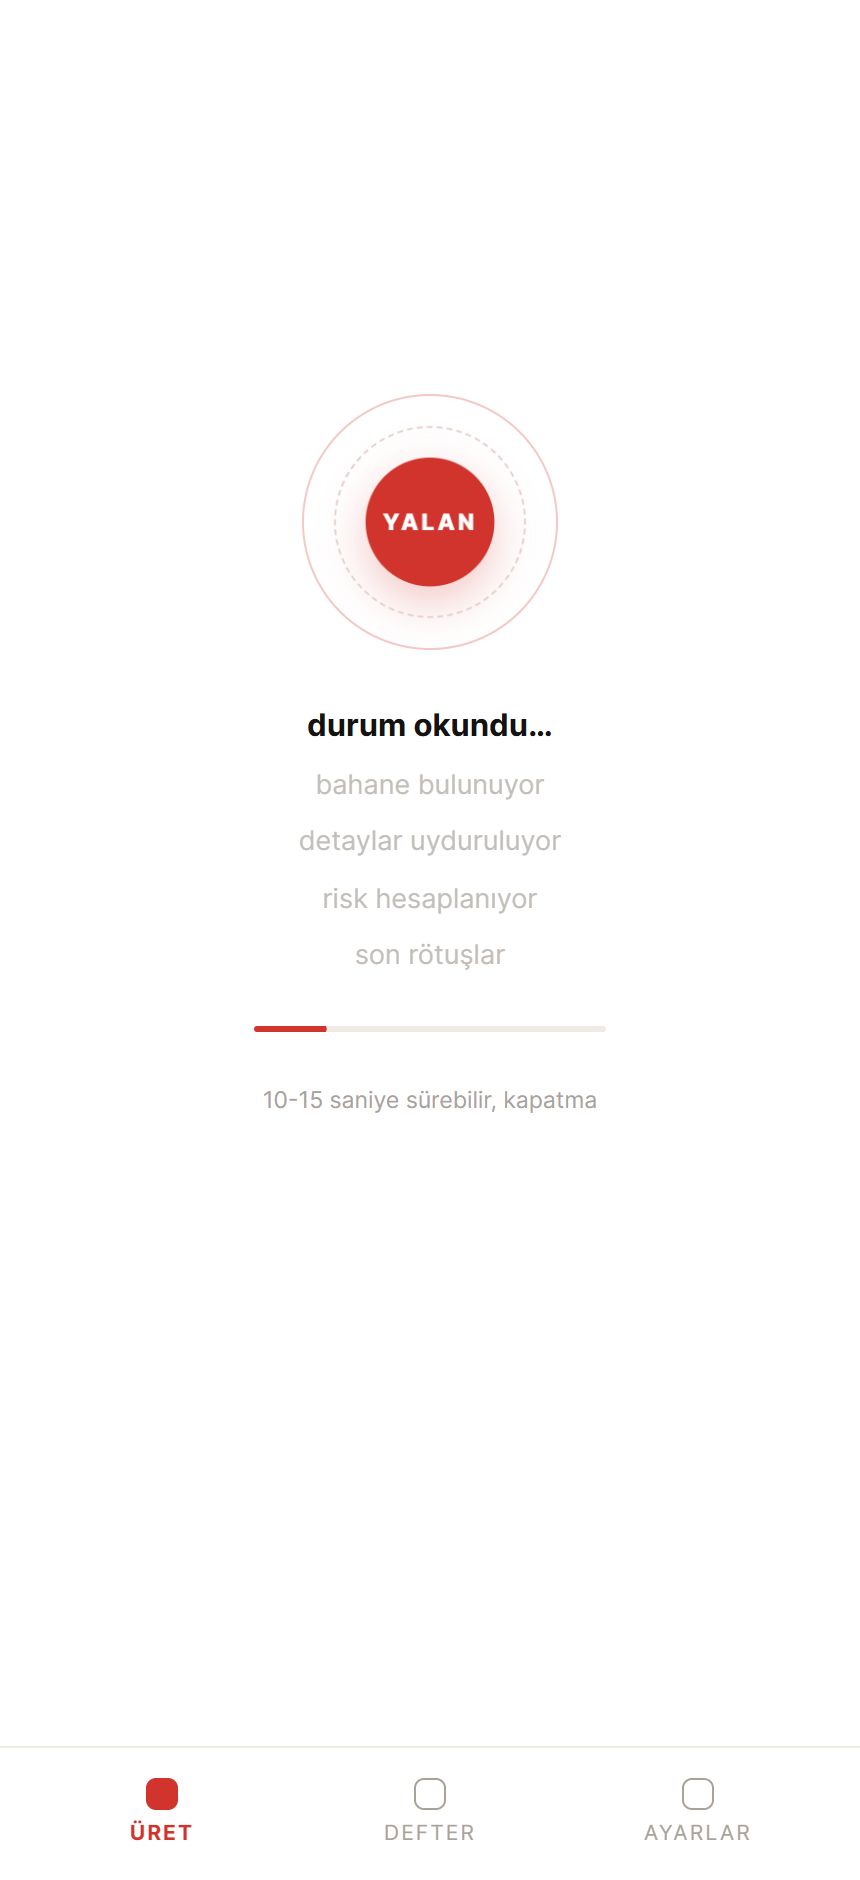 YALAN
durum okundu...
bahane bulunuyor
detaylar uyduruluyor
risk hesaplanıyor
son rötuşlar
10-15 saniye sürebilir, kapatma
ÜRET
DEFTER
AYARLAR